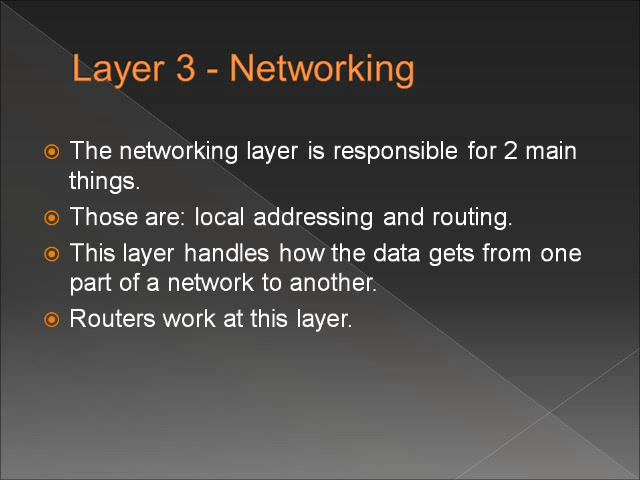 Layer 3 - Networking
The networking layer is responsible for 2 main
things.
Those are: local addressing and routing.
This layer handles how the data gets from one
part of a network to another.
Routers work at this layer.